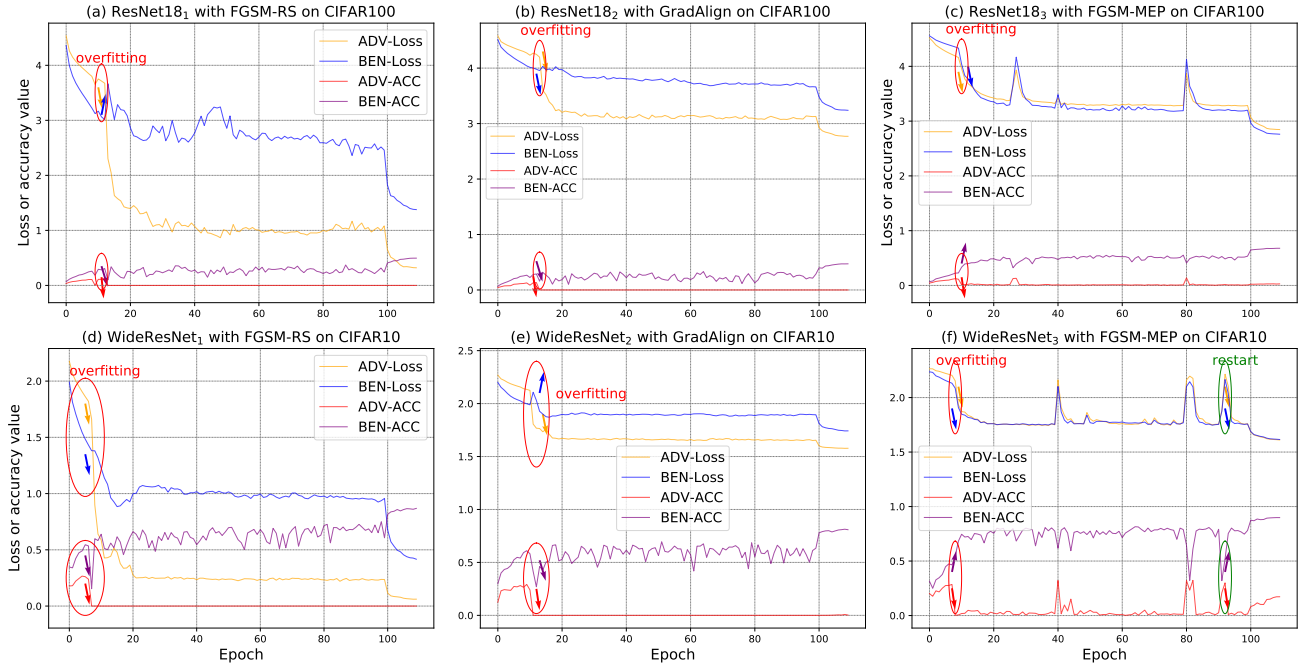 (a) ResNet18₁ with FGSM-RS on CIFAR100
overfitting
ADV-Loss
BEN-Loss
ADV-ACC
BEN-ACC
Loss or accuracy value
4
3
2
1
0
0 20 40 60 80 100
(b) ResNet18₂ with GradAlign on CIFAR100
overfitting
ADV-Loss
BEN-Loss
ADV-ACC
BEN-ACC
4
3
2
1
0
0 20 40 60 80 100
(c) ResNet18₃ with FGSM-MEP on CIFAR100
overfitting
ADV-Loss
BEN-Loss
ADV-ACC
BEN-ACC
Loss or accuracy value
4
3
2
1
0
0 20 40 60 80 100
(d) WideResNet₁ with FGSM-RS on CIFAR10
overfitting
ADV-Loss
BEN-Loss
ADV-ACC
BEN-ACC
Loss or accuracy value
2.0
1.5
1.0
0.5
0.0
0 20 40 60 80 100
Epoch
(e) WideResNet₂ with GradAlign on CIFAR10
overfitting
ADV-Loss
BEN-Loss
ADV-ACC
BEN-ACC
2.5
2.0
1.5
1.0
0.5
0.0
0 20 40 60 80 100
Epoch
(f) WideResNet₃ with FGSM-MEP on CIFAR10
overfitting
restart
ADV-Loss
BEN-Loss
ADV-ACC
BEN-ACC
2.5
2.0
1.5
1.0
0.5
0.0
0 20 40 60 80 100
Epoch